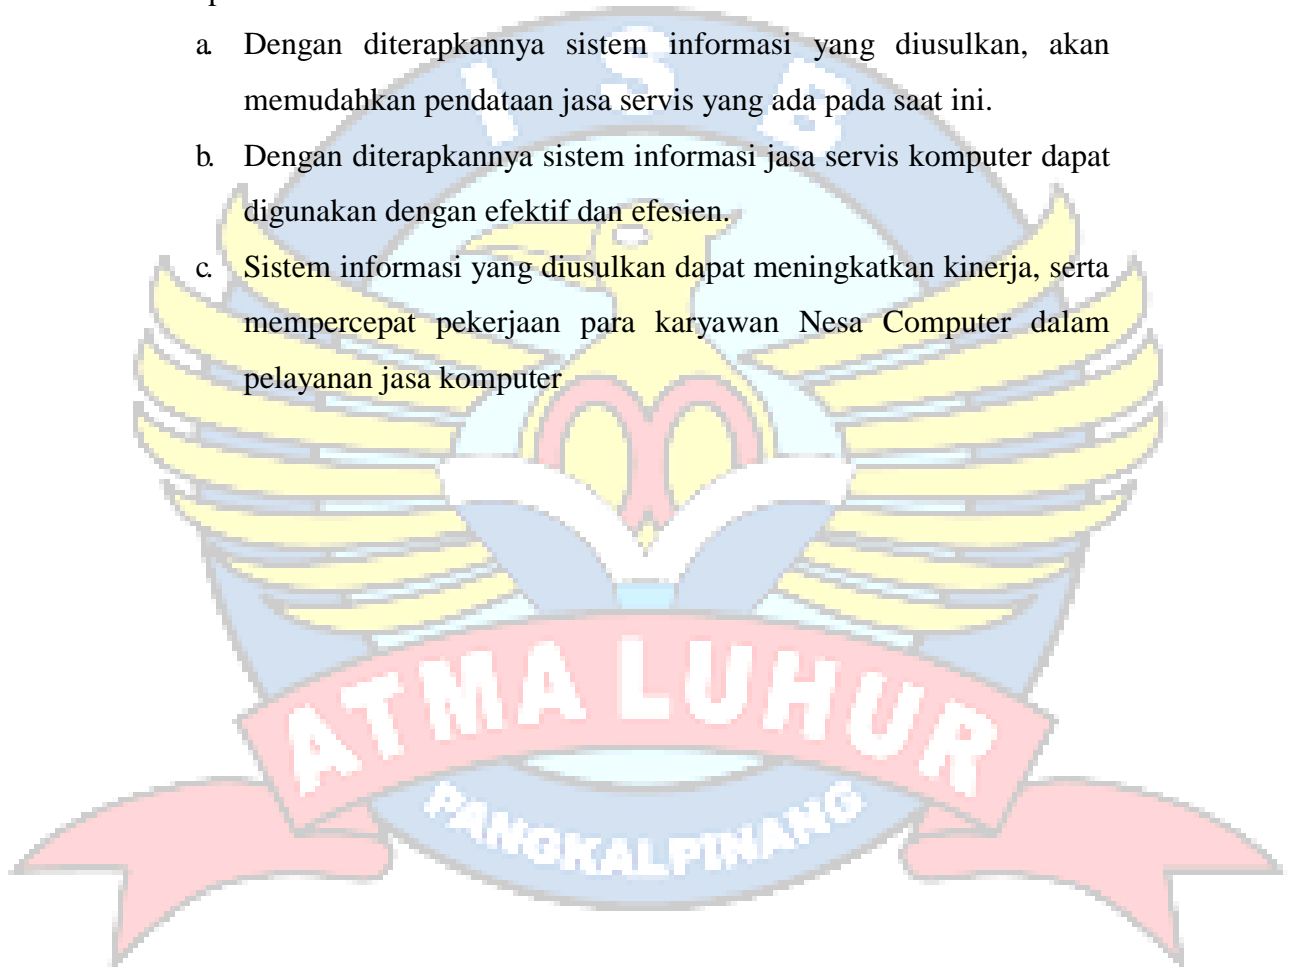 a. Dengan diterapkannya sistem informasi yang diusulkan, akan
memudahkan pendataan jasa servis yang ada pada saat ini.
b. Dengan diterapkannya sistem informasi jasa servis komputer dapat
digunakan dengan efektif dan efesien.
c. Sistem informasi yang diusulkan dapat meningkatkan kinerja, serta
mempercepat pekerjaan para karyawan Nesa Computer dalam
pelayanan jasa komputer
I S B
ATMA LUHUR
PANGKALPINANG